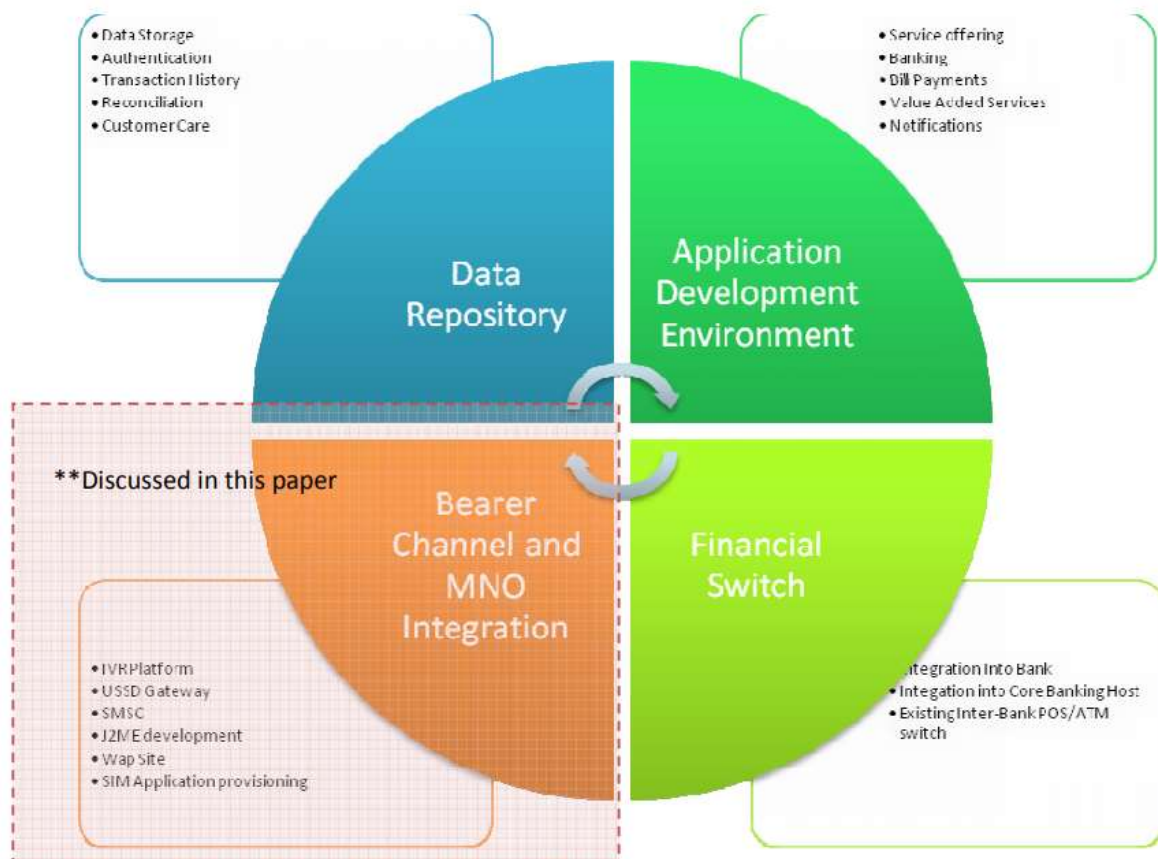 • Data Storage
• Authentication
• Transaction History
• Reconciliation
• Customer Care
• Service offering
• Banking
• Bill Payments
• Value Added Services
• Notifications
Data
Repository
Application
Development
Environment
**Discussed in this paper
Bearer
Channel and
MNO
Integration
Financial
Switch
• IVR Platform
• USSD Gateway
• SMSC
• J2ME development
• Wap Site
• SIM Application provisioning
Integration Into Bank
• Integation into Core Banking Host
• Existing Inter-Bank POS/ATM
switch